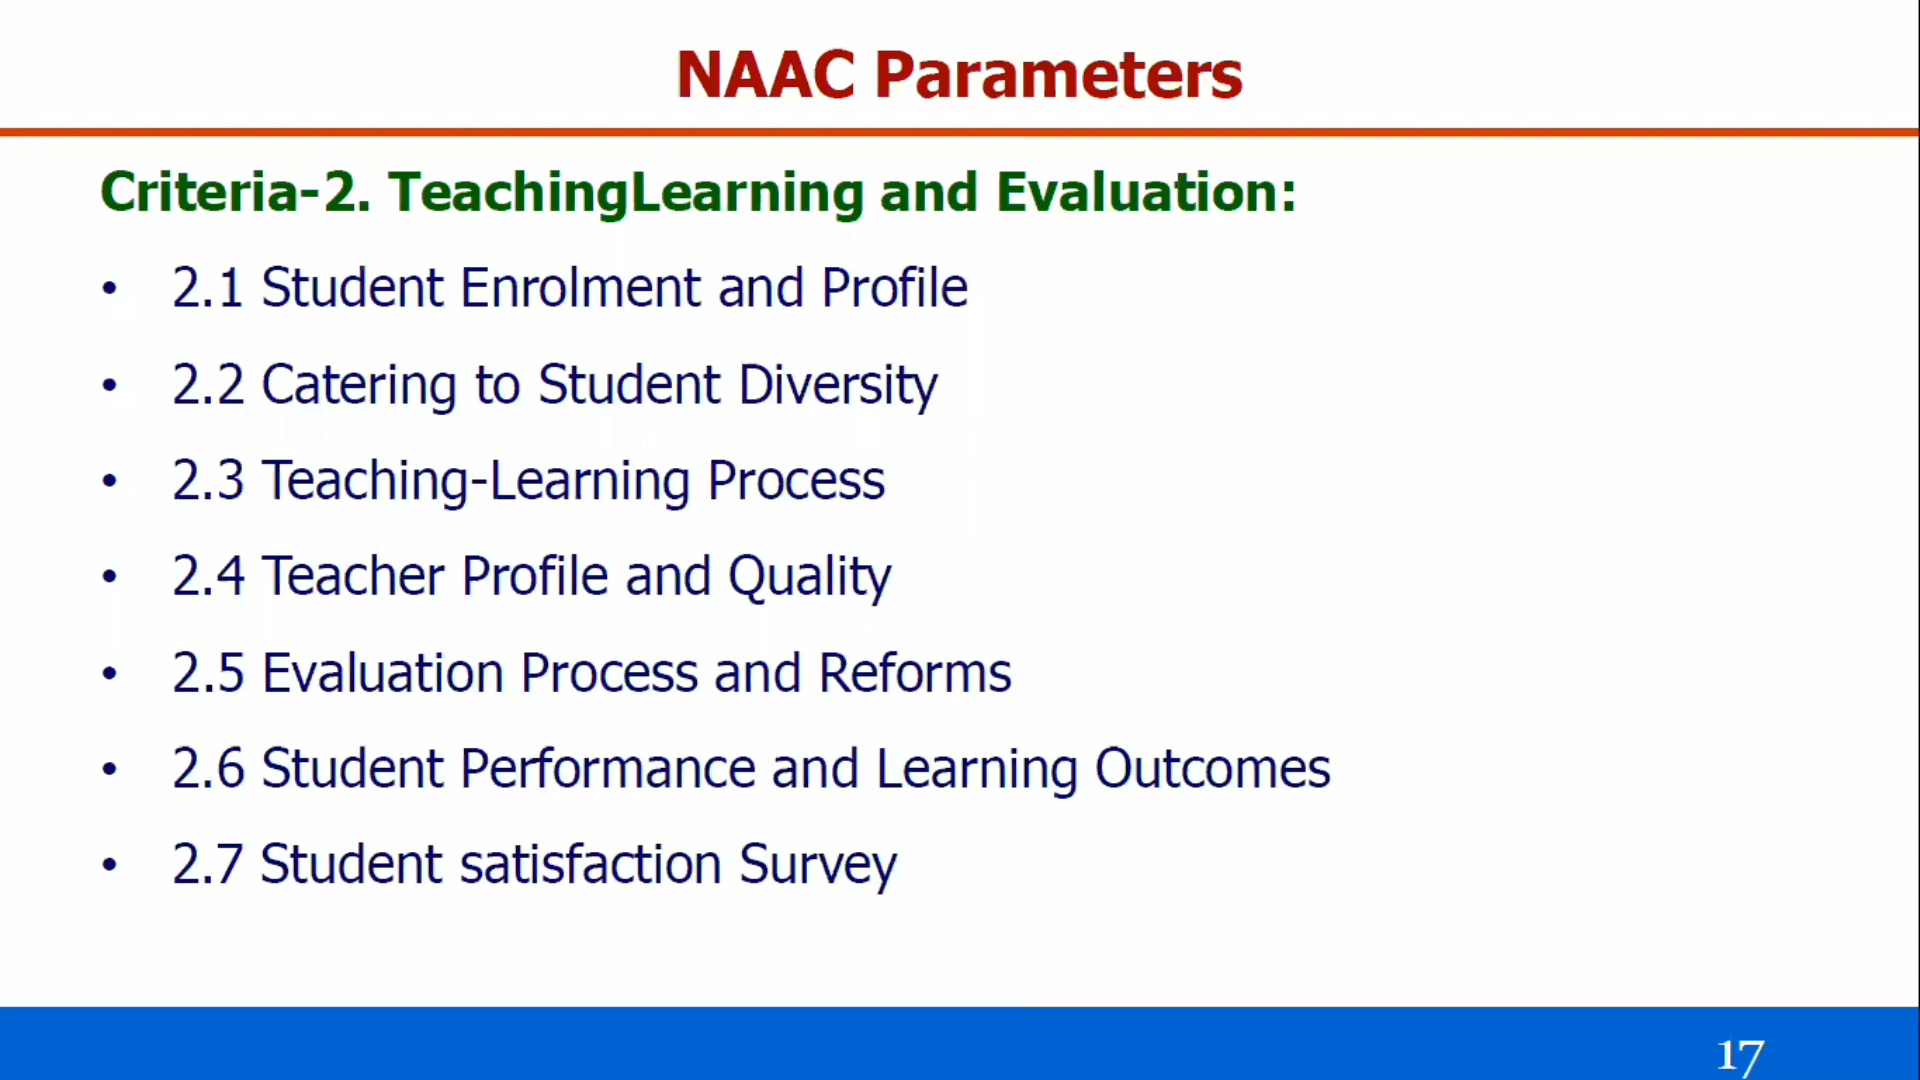 NAAC Parameters
Criteria-2. TeachingLearning and Evaluation:
• 2.1 Student Enrolment and Profile
• 2.2 Catering to Student Diversity
• 2.3 Teaching-Learning Process
• 2.4 Teacher Profile and Quality
• 2.5 Evaluation Process and Reforms
• 2.6 Student Performance and Learning Outcomes
• 2.7 Student satisfaction Survey
17